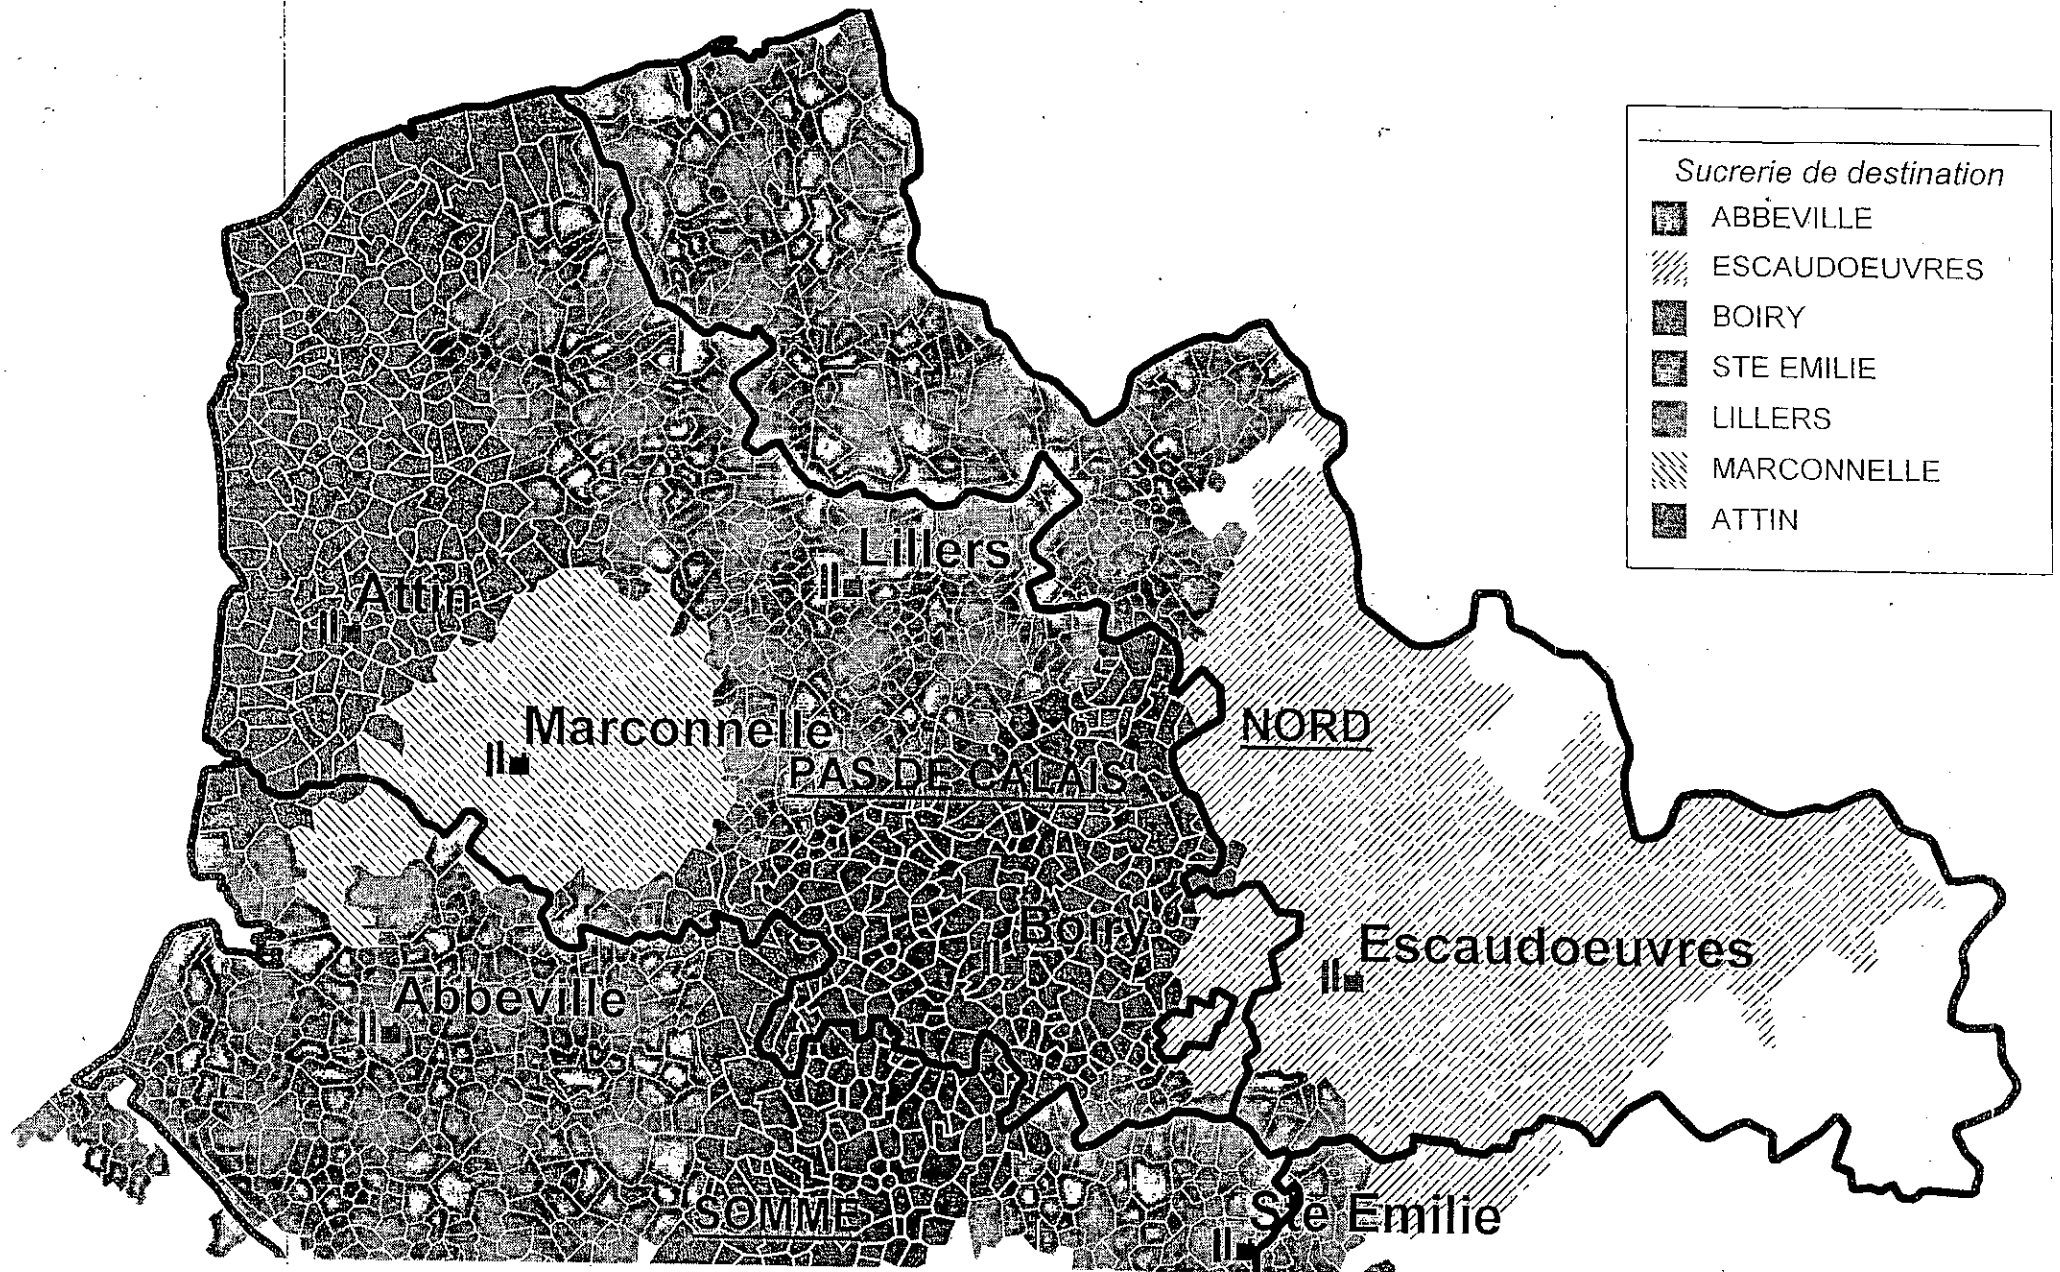 Sucrerie de destination
ABBEVILLE
ESCAUDOEUVRES
BOIRY
STE EMILIE
LILLERS
MARCONNELLE
ATTIN
Lillers
Attin
Marconnelle
NORD
PAS DE CALAIS
Boiry
Escaudoeuvres
Abbeville
SOMME
Ste Emilie